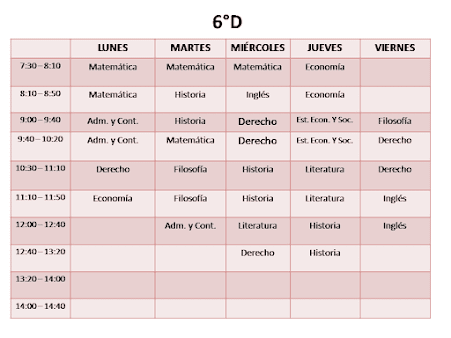 6°D
LUNES MARTES MIÉRCOLES JUEVES VIERNES
7:30 – 8:10 Matemática Matemática Matemática Economía
8:10 – 8:50 Matemática Historia Inglés Economía
9:00 – 9:40 Adm. y Cont. Historia Derecho Est. Econ. Y Soc. Filosofía
9:40 – 10:20 Adm. y Cont. Matemática Derecho Est. Econ. Y Soc. Derecho
10:30 – 11:10 Derecho Filosofía Historia Literatura Derecho
11:10 – 11:50 Economía Filosofía Historia Literatura Inglés
12:00 – 12:40 Adm. y Cont. Literatura Historia Inglés
12:40 – 13:20 Derecho Historia
13:20 – 14:00
14:00 – 14:40